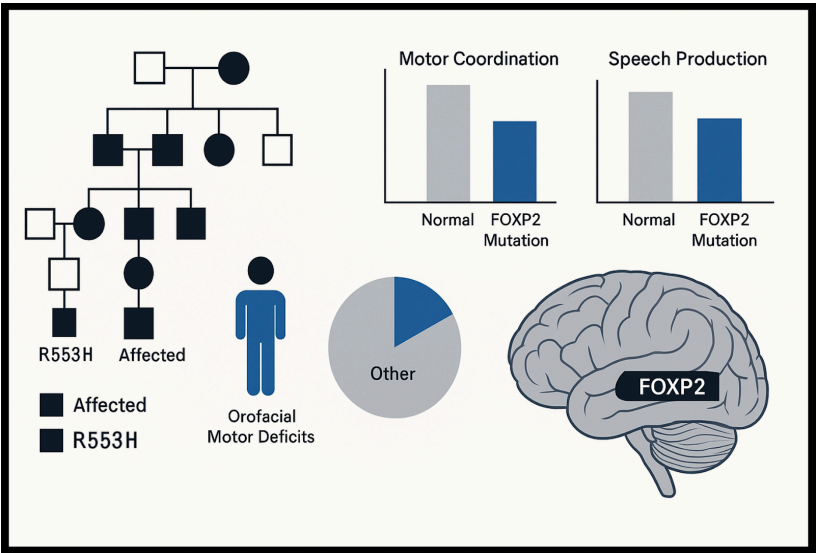 Motor Coordination
Normal
FOXP2
Mutation
Speech Production
Normal
FOXP2
Mutation
R553H
Affected
Affected
R553H
Orofacial
Motor Deficits
Other
FOXP2